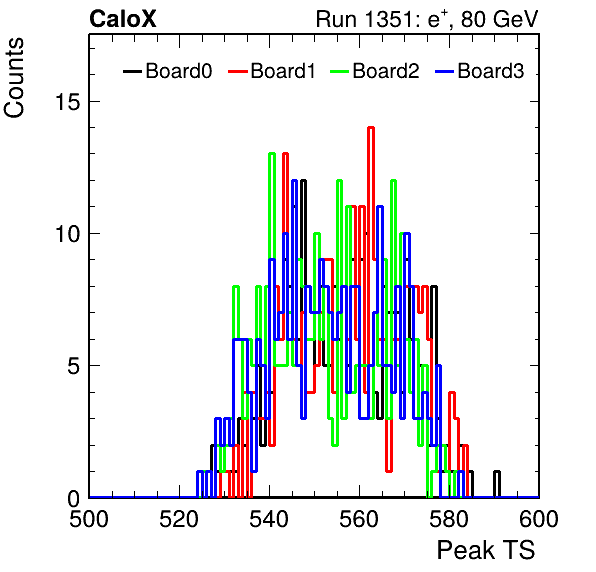 CaloX Run 1351: e⁺, 80 GeV
Counts
Board0 Board1 Board2 Board3
15
10
5
0
500 520 540 560 580 600
Peak TS